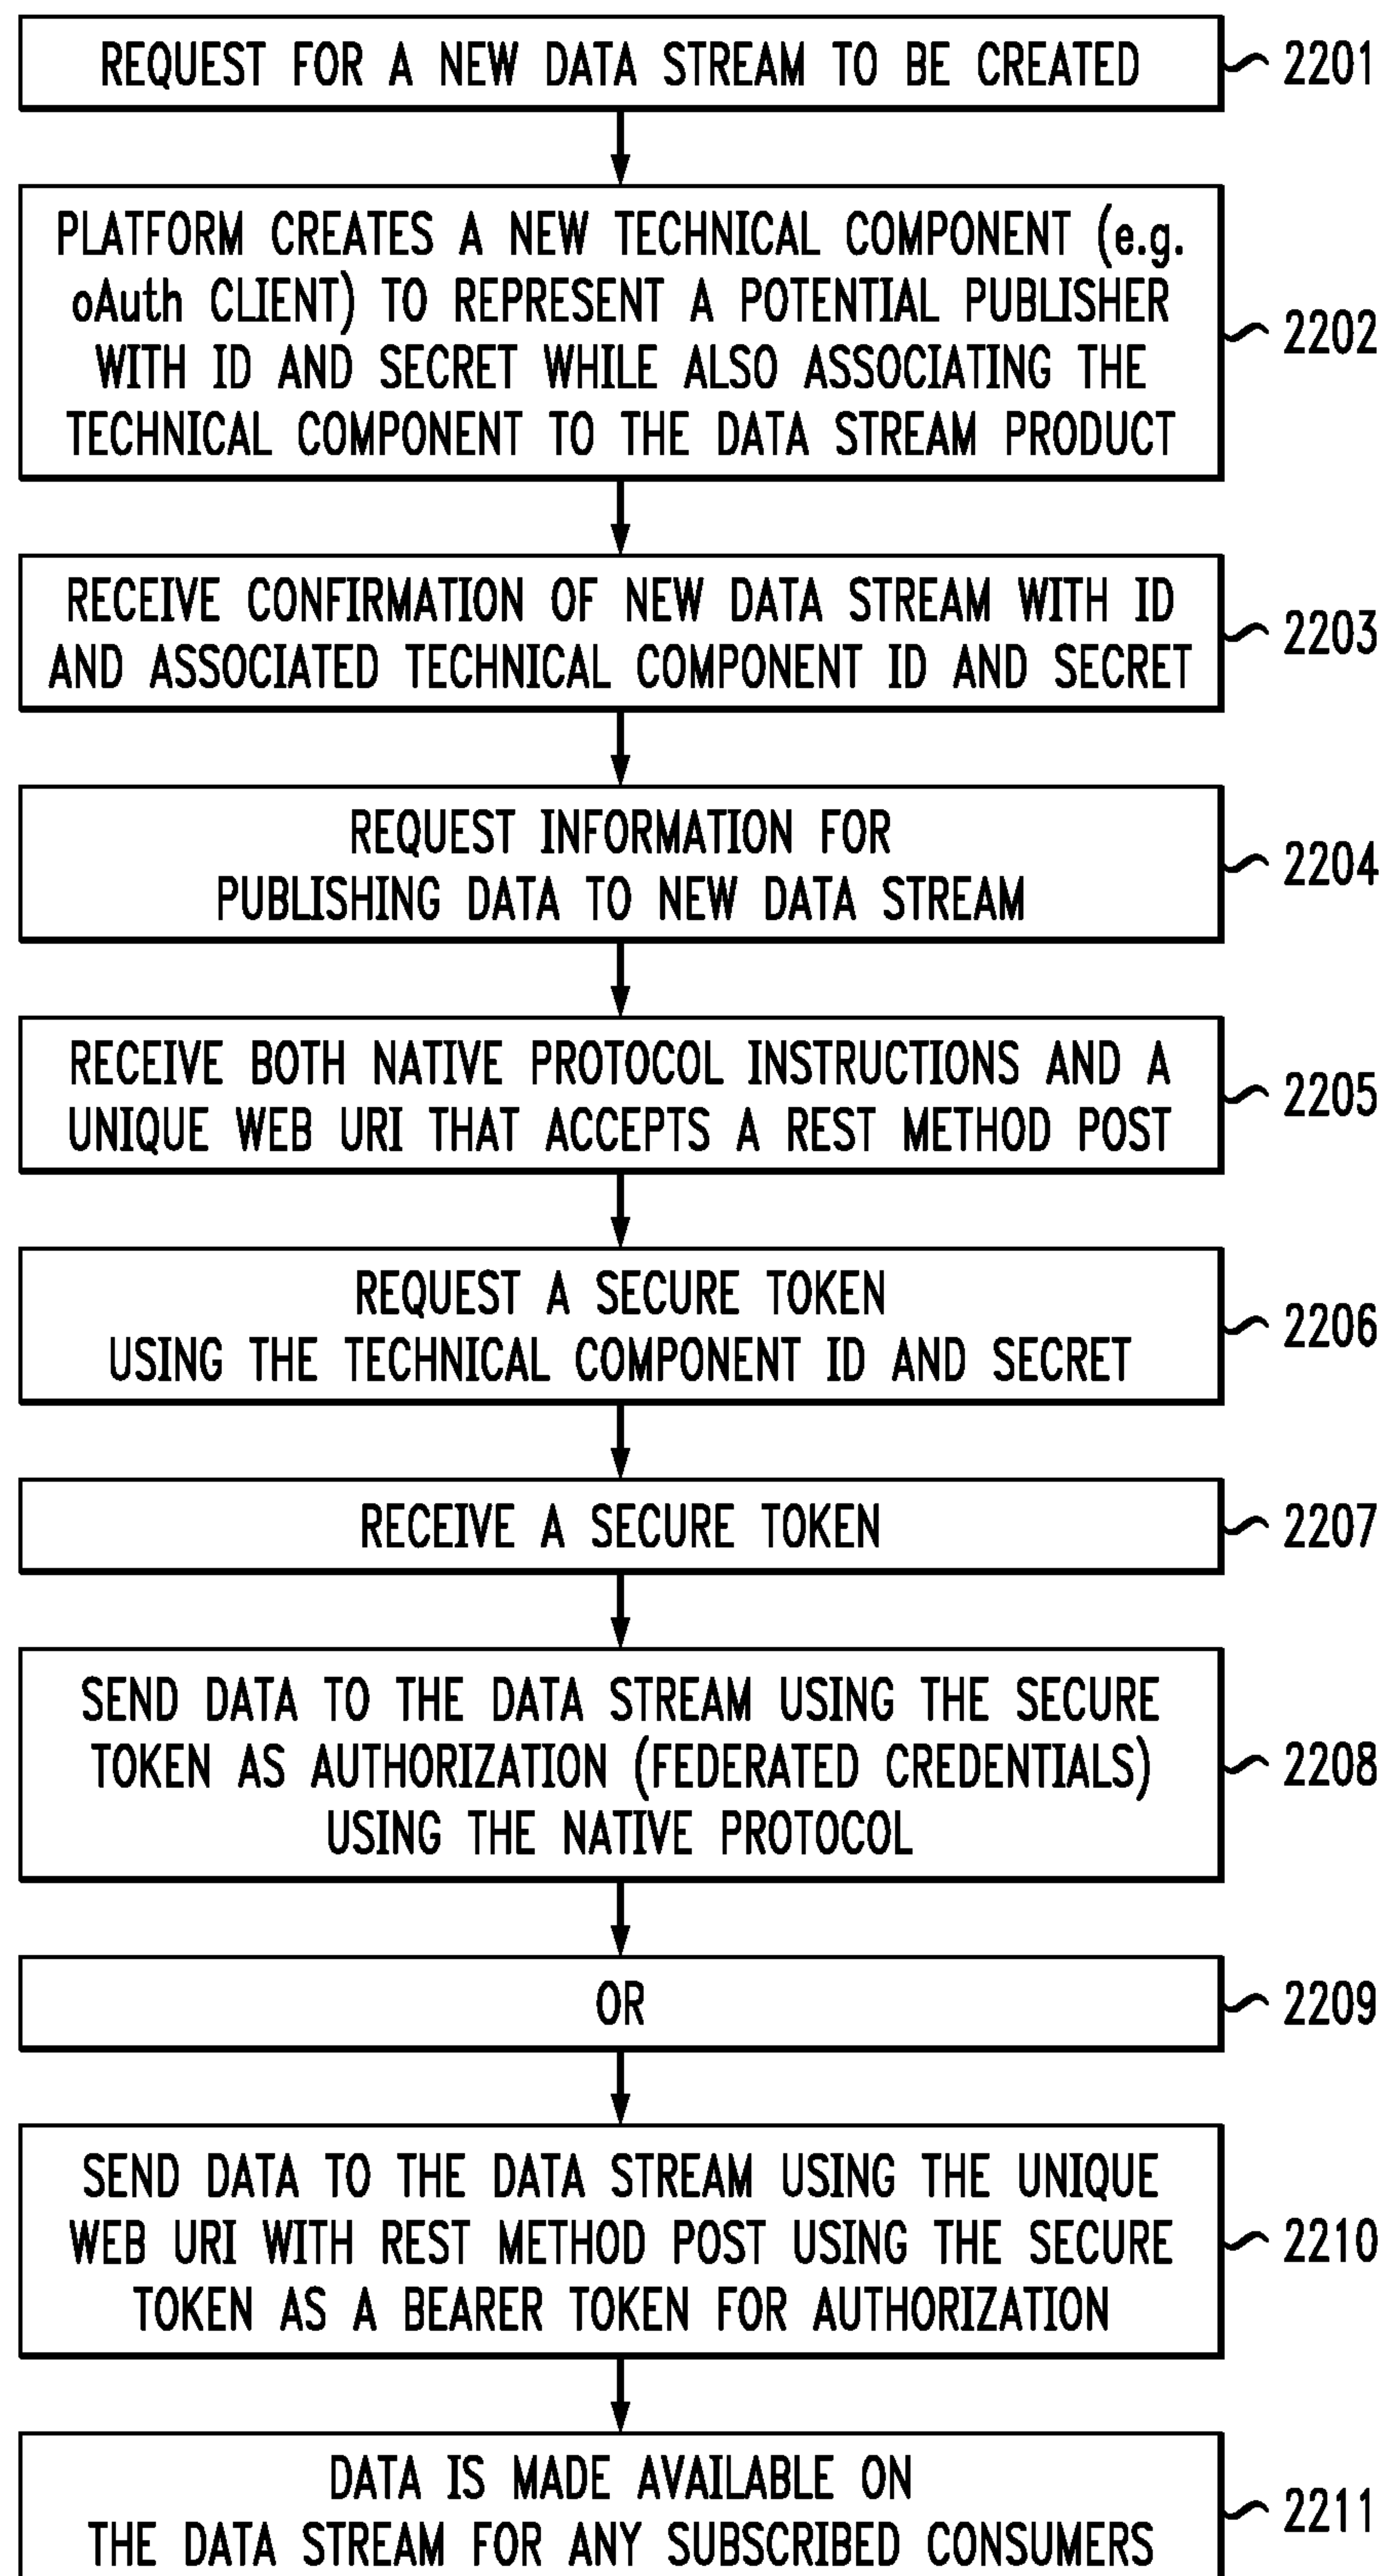 REQUEST FOR A NEW DATA STREAM TO BE CREATED
2201
PLATFORM CREATES A NEW TECHNICAL COMPONENT (e.g.
oAuth CLIENT) TO REPRESENT A POTENTIAL PUBLISHER
WITH ID AND SECRET WHILE ALSO ASSOCIATING THE
TECHNICAL COMPONENT TO THE DATA STREAM PRODUCT
2202
RECEIVE CONFIRMATION OF NEW DATA STREAM WITH ID
AND ASSOCIATED TECHNICAL COMPONENT ID AND SECRET
2203
REQUEST INFORMATION FOR
PUBLISHING DATA TO NEW DATA STREAM
2204
RECEIVE BOTH NATIVE PROTOCOL INSTRUCTIONS AND A
UNIQUE WEB URI THAT ACCEPTS A REST METHOD POST
2205
REQUEST A SECURE TOKEN
USING THE TECHNICAL COMPONENT ID AND SECRET
2206
RECEIVE A SECURE TOKEN
2207
SEND DATA TO THE DATA STREAM USING THE SECURE
TOKEN AS AUTHORIZATION (FEDERATED CREDENTIALS)
USING THE NATIVE PROTOCOL
2208
OR
2209
SEND DATA TO THE DATA STREAM USING THE UNIQUE
WEB URI WITH REST METHOD POST USING THE SECURE
TOKEN AS A BEARER TOKEN FOR AUTHORIZATION
2210
DATA IS MADE AVAILABLE ON
THE DATA STREAM FOR ANY SUBSCRIBED CONSUMERS
2211